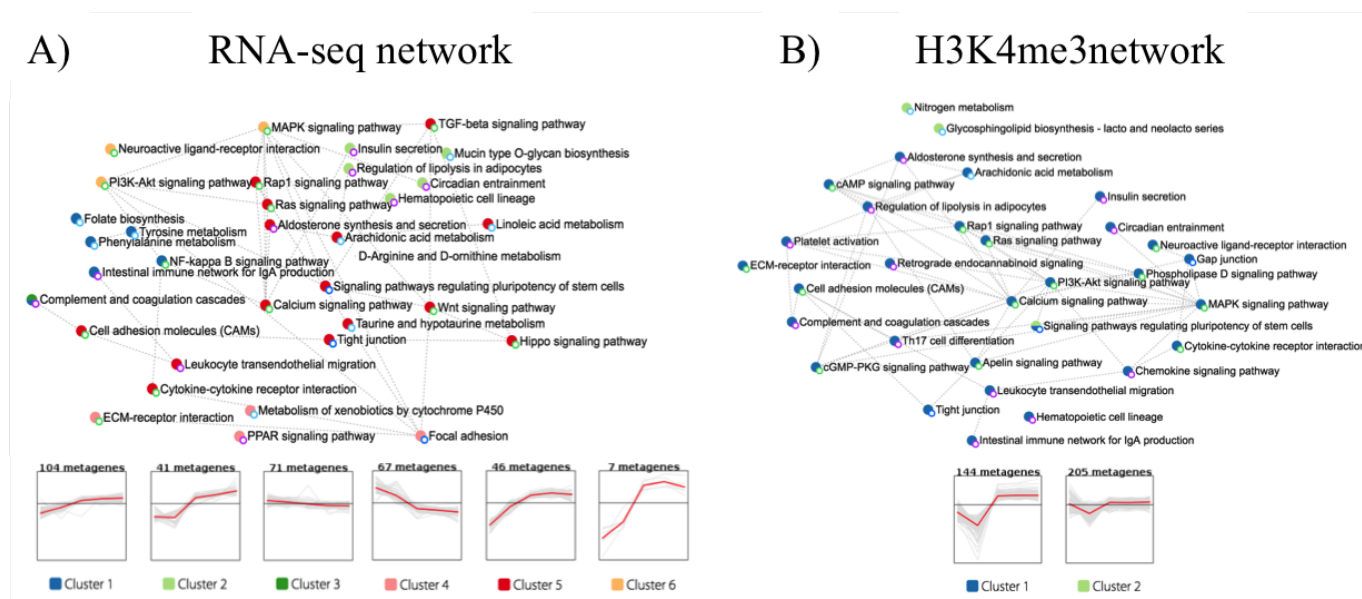 A) RNA-seq network
MAPK signaling pathway
TGF-beta signaling pathway
Neuroactive ligand-receptor interaction
Insulin secretion
Mucin type O-glycan biosynthesis
Regulation of lipolysis in adipocytes
PI3K-Akt signaling pathway
Rap1 signaling pathway
Circadian entrainment
Hematopoietic cell lineage
Ras signaling pathway
Folate biosynthesis
Aldosterone synthesis and secretion
Linoleic acid metabolism
Tyrosine metabolism
Phenylalanine metabolism
Arachidonic acid metabolism
D-Arginine and D-ornithine metabolism
NF-kappa B signaling pathway
Intestinal immune network for IgA production
Signaling pathways regulating pluripotency of stem cells
Complement and coagulation cascades
Calcium signaling pathway
Wnt signaling pathway
Taurine and hypotaurine metabolism
Cell adhesion molecules (CAMs)
Tight junction
Hippo signaling pathway
Leukocyte transendothelial migration
Cytokine-cytokine receptor interaction
Metabolism of xenobiotics by cytochrome P450
ECM-receptor interaction
PPAR signaling pathway
Focal adhesion
104 metagenes
41 metagenes
71 metagenes
67 metagenes
46 metagenes
7 metagenes
Cluster 1
Cluster 2
Cluster 3
Cluster 4
Cluster 5
Cluster 6
B) H3K4me3network
Nitrogen metabolism
Glycosphingolipid biosynthesis - lacto and neolacto series
Aldosterone synthesis and secretion
Arachidonic acid metabolism
cAMP signaling pathway
Insulin secretion
Regulation of lipolysis in adipocytes
Rap1 signaling pathway
Circadian entrainment
Platelet activation
Ras signaling pathway
Neuroactive ligand-receptor interaction
Gap junction
ECM-receptor interaction
Retrograde endocannabinoid signaling
Phospholipase D signaling pathway
PI3K-Akt signaling pathway
Cell adhesion molecules (CAMs)
Calcium signaling pathway
MAPK signaling pathway
Complement and coagulation cascades
Signaling pathways regulating pluripotency of stem cells
Th17 cell differentiation
Cytokine-cytokine receptor interaction
cGMP-PKG signaling pathway
Apelin signaling pathway
Chemokine signaling pathway
Leukocyte transendothelial migration
Tight junction
Hematopoietic cell lineage
Intestinal immune network for IgA production
144 metagenes
205 metagenes
Cluster 1
Cluster 2